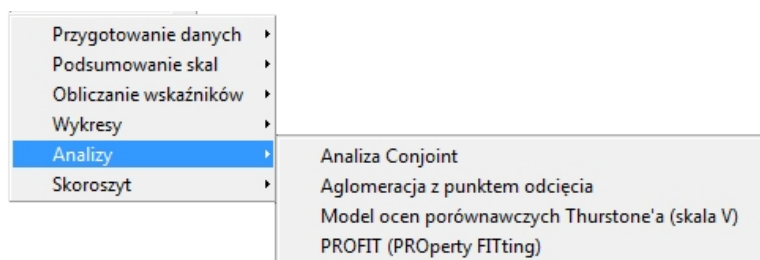 Przygotowanie danych
Podsumowanie skal
Obliczanie wskaźników
Wykresy
Analizy
Skoroszyt
Analiza Conjoint
Aglomeracja z punktem odcięcia
Model ocen porównawczych Thurstone'a (skala V)
PROFIT (PROperty FITting)